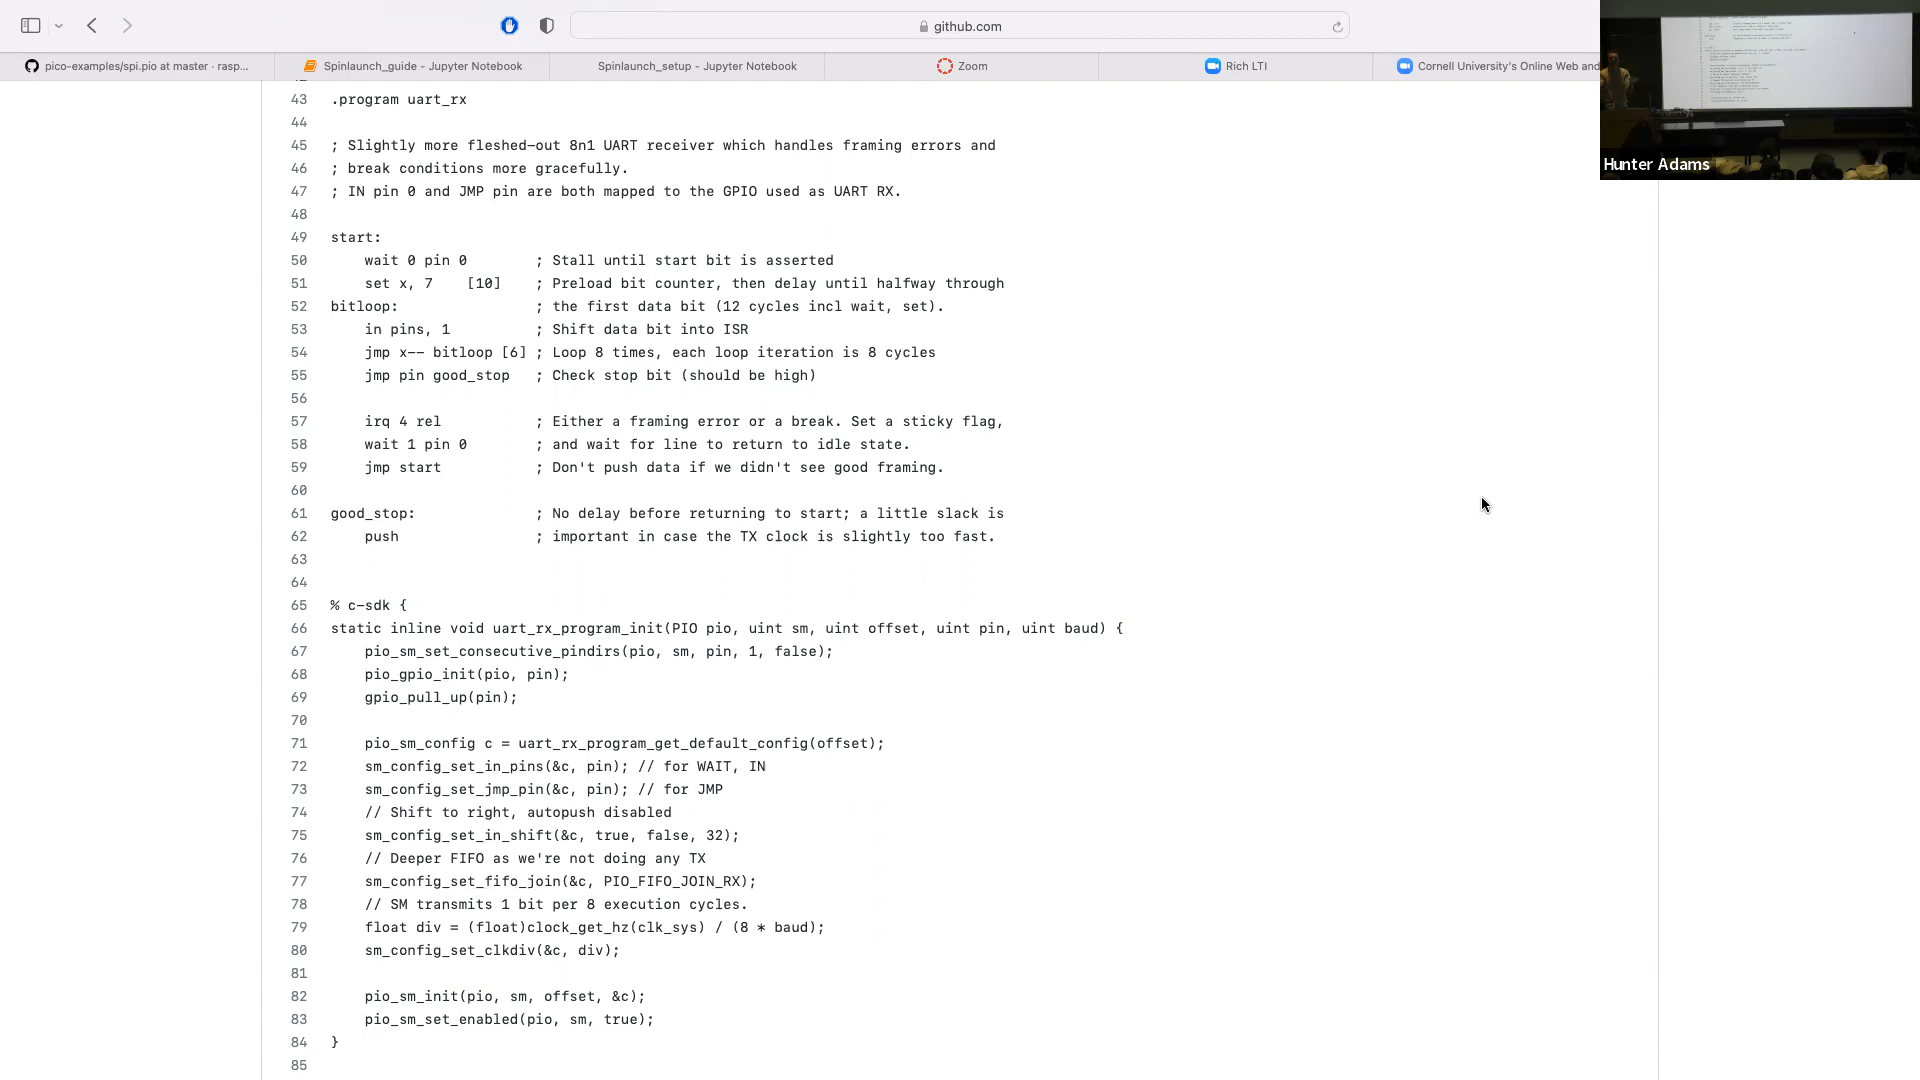 github.com
pico-examples/spi.pio at master · rasp...
Spinlaunch_guide - Jupyter Notebook
Spinlaunch_setup - Jupyter Notebook
Zoom
Rich LTI
Cornell University's Online Web and
Hunter Adams
43 .program uart_rx
44
45 ; Slightly more fleshed-out 8n1 UART receiver which handles framing errors and
46 ; break conditions more gracefully.
47 ; IN pin 0 and JMP pin are both mapped to the GPIO used as UART RX.
48
49 start:
50     wait 0 pin 0        ; Stall until start bit is asserted
51     set x, 7    [10]    ; Preload bit counter, then delay until halfway through
52 bitloop:                ; the first data bit (12 cycles incl wait, set).
53     in pins, 1          ; Shift data bit into ISR
54     jmp x-- bitloop [6] ; Loop 8 times, each loop iteration is 8 cycles
55     jmp pin good_stop   ; Check stop bit (should be high)
56
57     irq 4 rel           ; Either a framing error or a break. Set a sticky flag,
58     wait 1 pin 0        ; and wait for line to return to idle state.
59     jmp start           ; Don't push data if we didn't see good framing.
60
61 good_stop:              ; No delay before returning to start; a little slack is
62     push                ; important in case the TX clock is slightly too fast.
63
64
65 % c-sdk {
66 static inline void uart_rx_program_init(PIO pio, uint sm, uint offset, uint pin, uint baud) {
67     pio_sm_set_consecutive_pindirs(pio, sm, pin, 1, false);
68     pio_gpio_init(pio, pin);
69     gpio_pull_up(pin);
70
71     pio_sm_config c = uart_rx_program_get_default_config(offset);
72     sm_config_set_in_pins(&c, pin); // for WAIT, IN
73     sm_config_set_jmp_pin(&c, pin); // for JMP
74     // Shift to right, autopush disabled
75     sm_config_set_in_shift(&c, true, false, 32);
76     // Deeper FIFO as we're not doing any TX
77     sm_config_set_fifo_join(&c, PIO_FIFO_JOIN_RX);
78     // SM transmits 1 bit per 8 execution cycles.
79     float div = (float)clock_get_hz(clk_sys) / (8 * baud);
80     sm_config_set_clkdiv(&c, div);
81
82     pio_sm_init(pio, sm, offset, &c);
83     pio_sm_set_enabled(pio, sm, true);
84 }
85